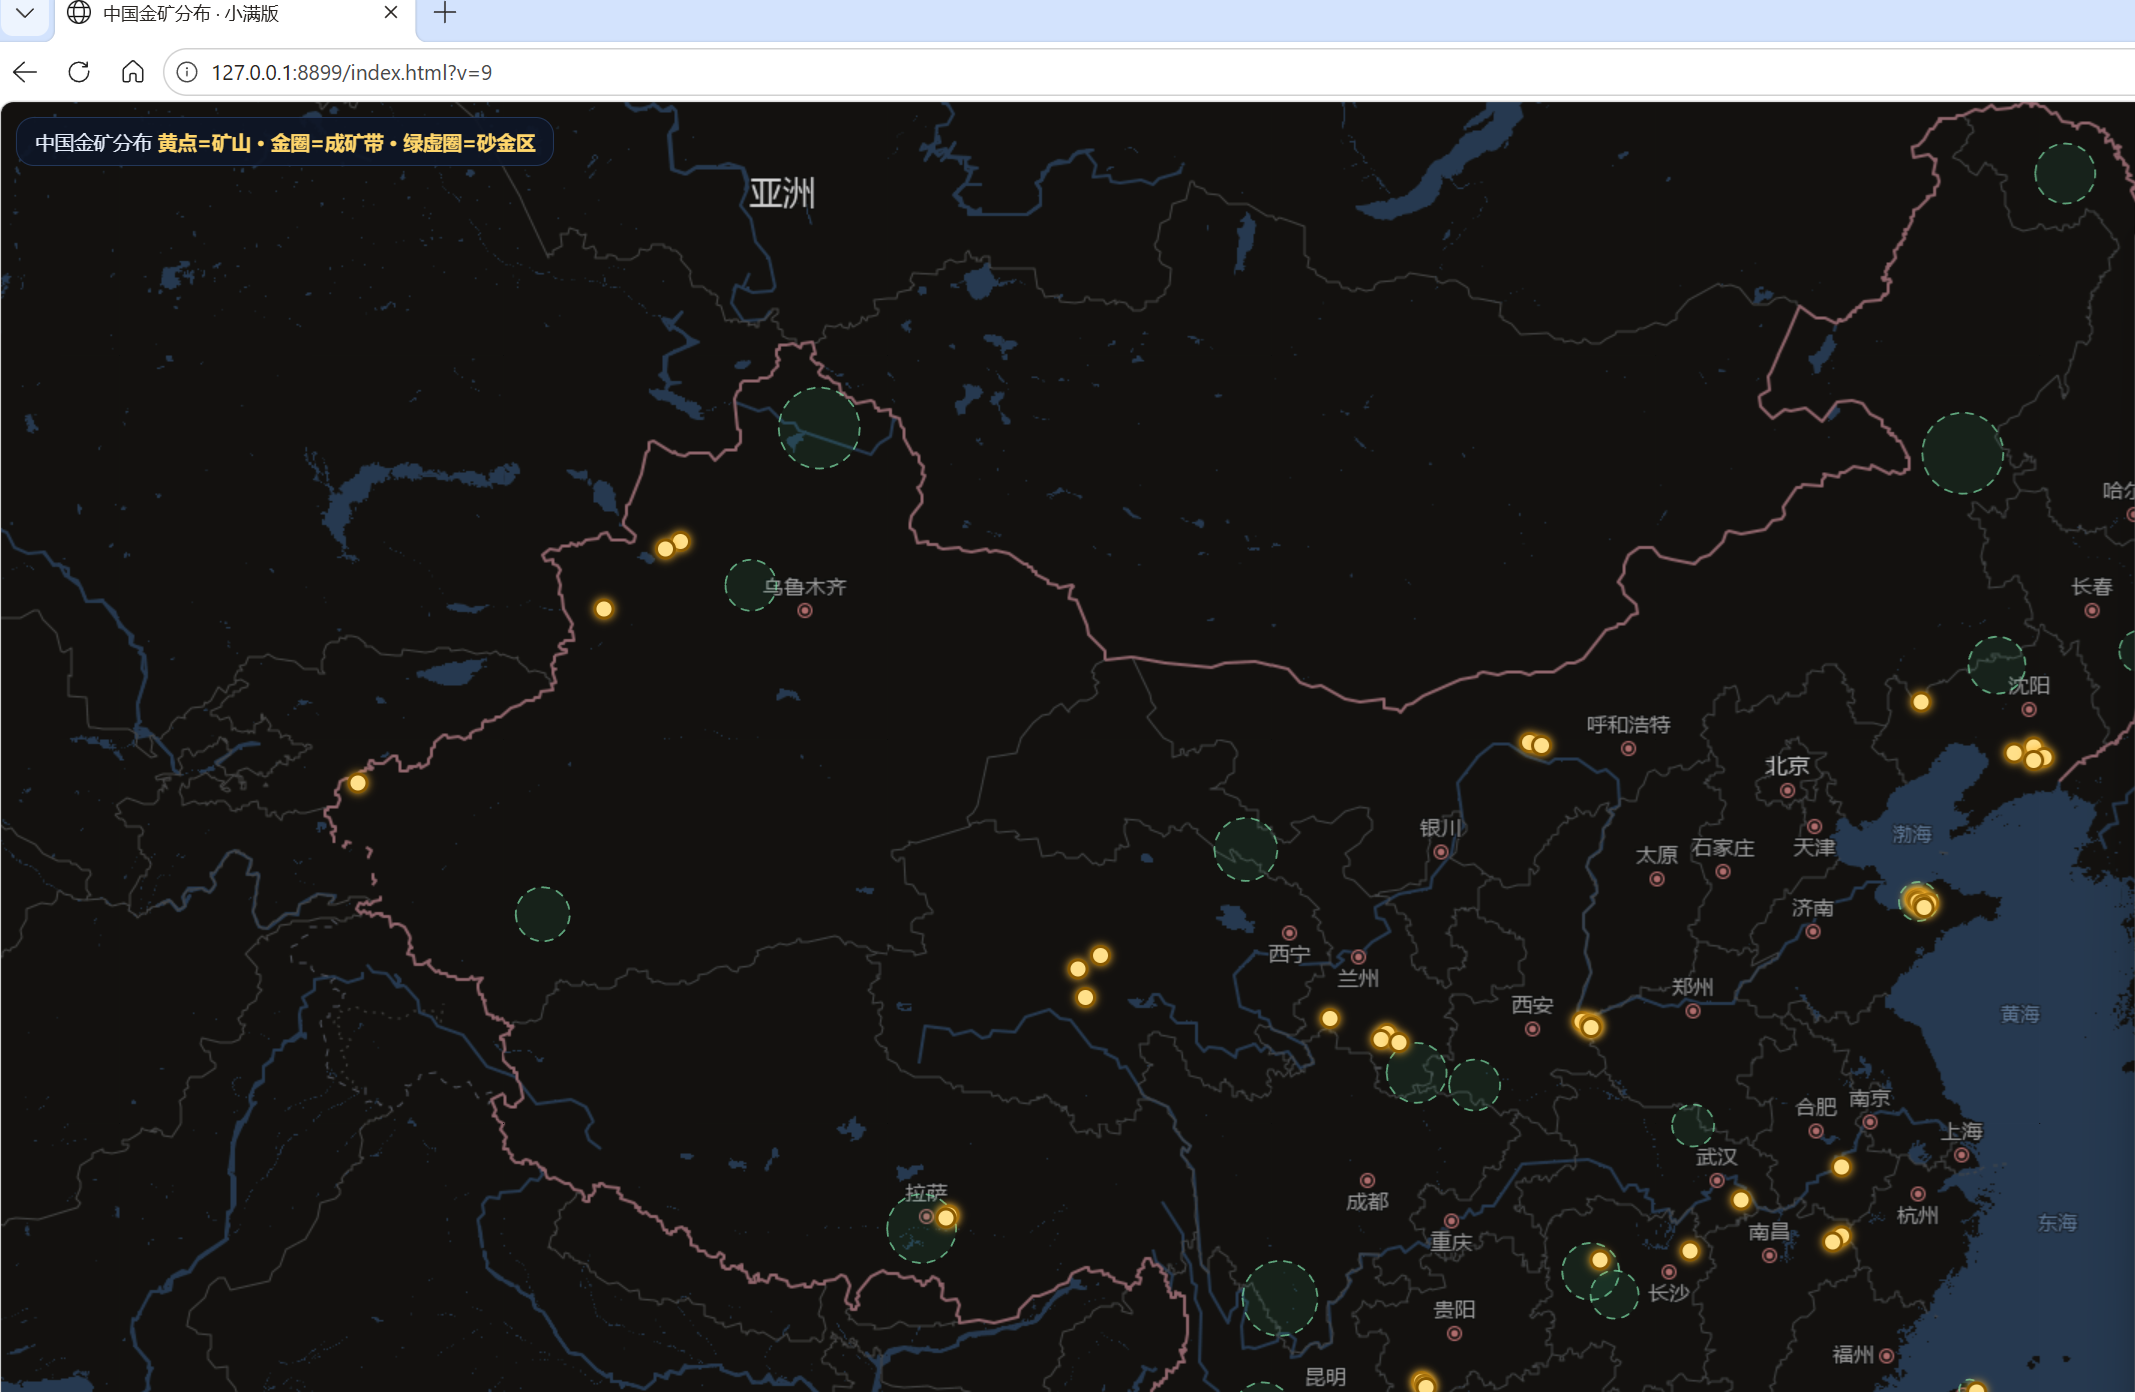 中国金矿分布 · 小满版
127.0.0.1:8899/index.html?v=9
中国金矿分布 黄点=矿山 • 金圈=成矿带 • 绿虚圈=砂金区
亚洲
哈尔
乌鲁木齐
长春
沈阳
呼和浩特
北京
银川
渤海
太原
石家庄
天津
济南
西宁
兰州
郑州
西安
黄海
合肥
南京
上海
武汉
拉萨
成都
杭州
东海
重庆
南昌
长沙
贵阳
福州
昆明